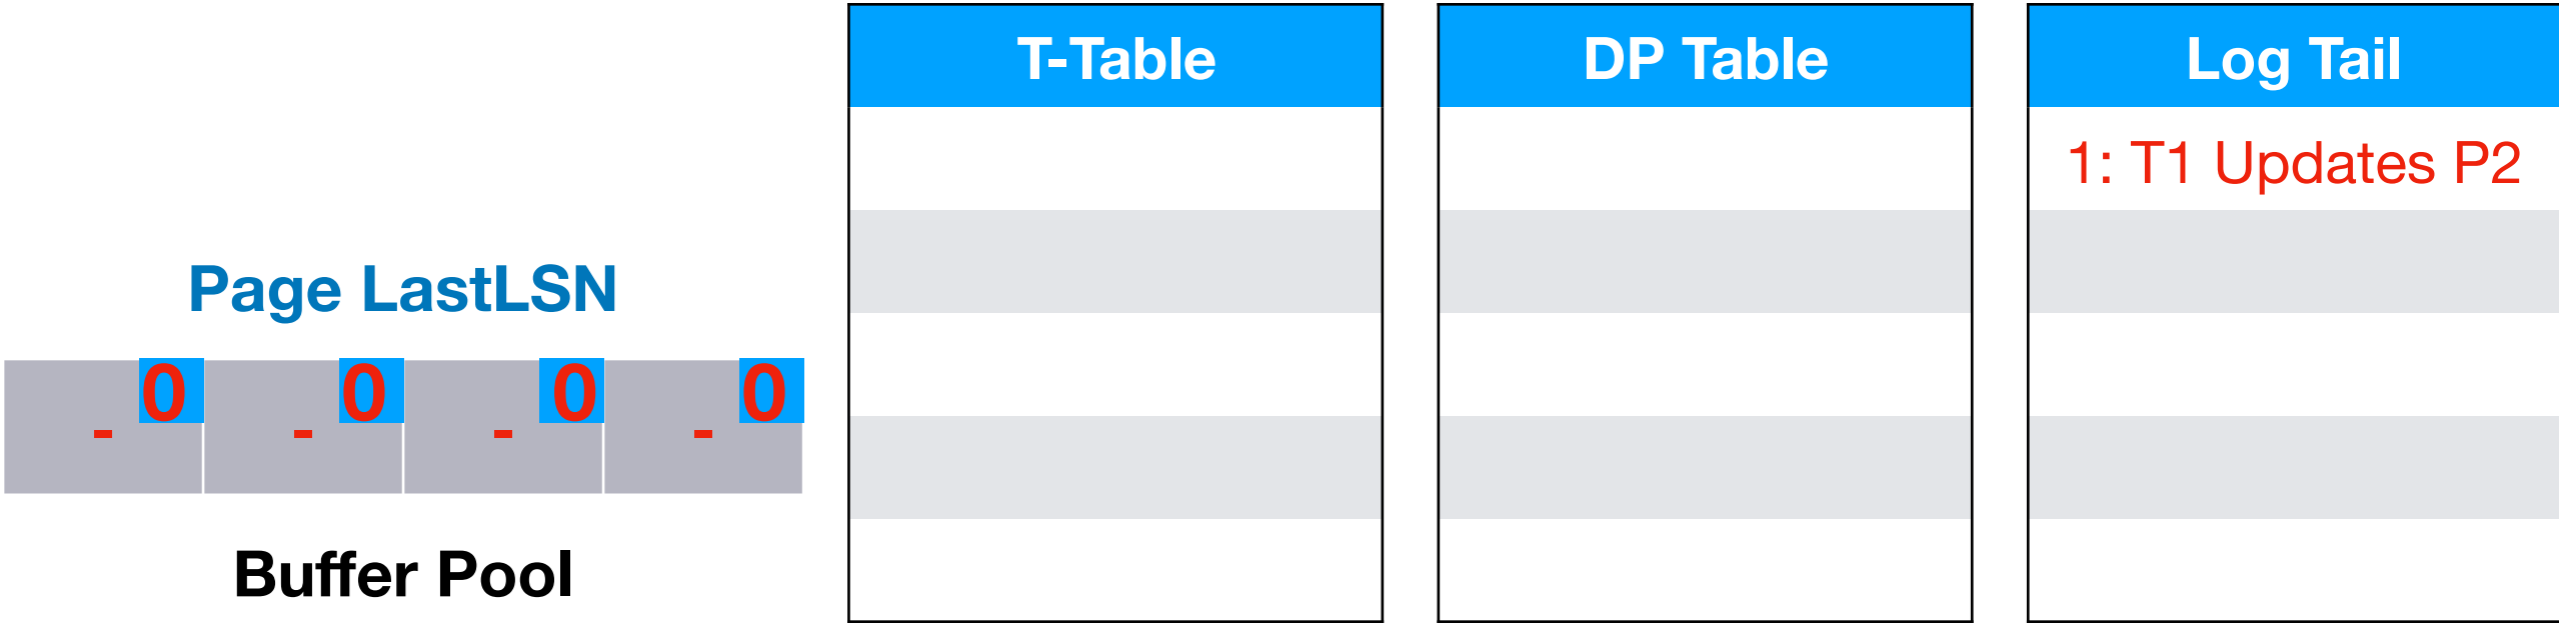 T-Table
DP Table
Log Tail
1: T1 Updates P2
Page LastLSN
0 0 0 0
- - - -
Buffer Pool